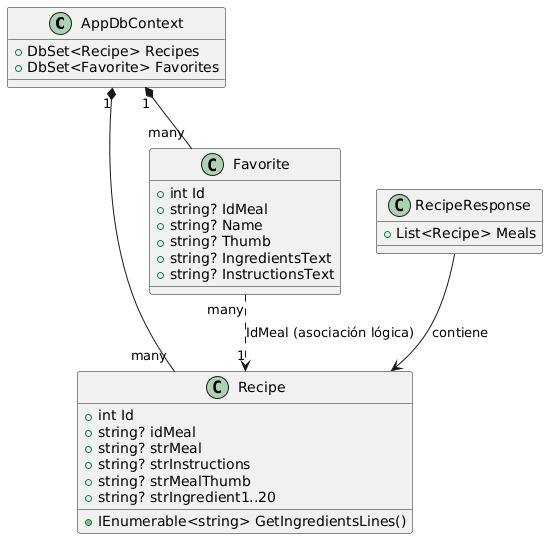 C AppDbContext
DbSet<Recipe> Recipes
DbSet<Favorite> Favorites
1
1
many
C Favorite
int Id
string? IdMeal
string? Name
string? Thumb
string? IngredientsText
string? InstructionsText
C RecipeResponse
List<Recipe> Meals
many
IdMeal (asociación lógica)
contiene
many
1
C Recipe
int Id
string? idMeal
string? strMeal
string? strInstructions
string? strMealThumb
string? strIngredient1..20
IEnumerable<string> GetIngredientsLines()